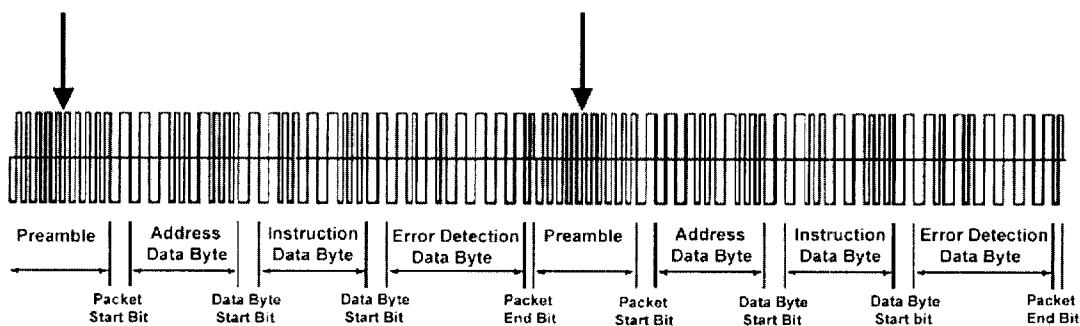 Preamble
Address
Data Byte
Instruction
Data Byte
Error Detection
Data Byte
Preamble
Address
Data Byte
Instruction
Data Byte
Error Detection
Data Byte
Packet
Start Bit
Data Byte
Start Bit
Data Byte
Start Bit
Packet
End Bit
Packet
Start Bit
Data Byte
Start Bit
Data Byte
Start bit
Packet
End Bit